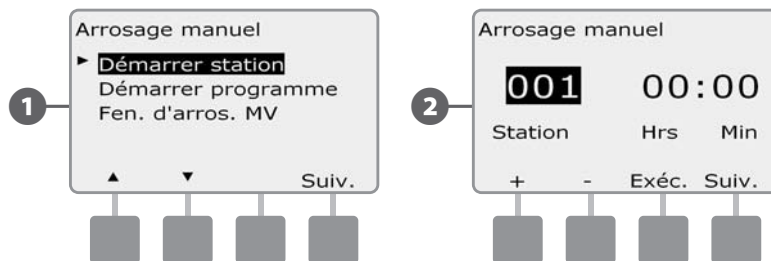 Arrosage manuel
Démarrer station
Démarrer programme
Fen. d'arros. MV
Suiv.
1
Arrosage manuel
001 00:00
Station Hrs Min
+ - Exéc. Suiv.
2